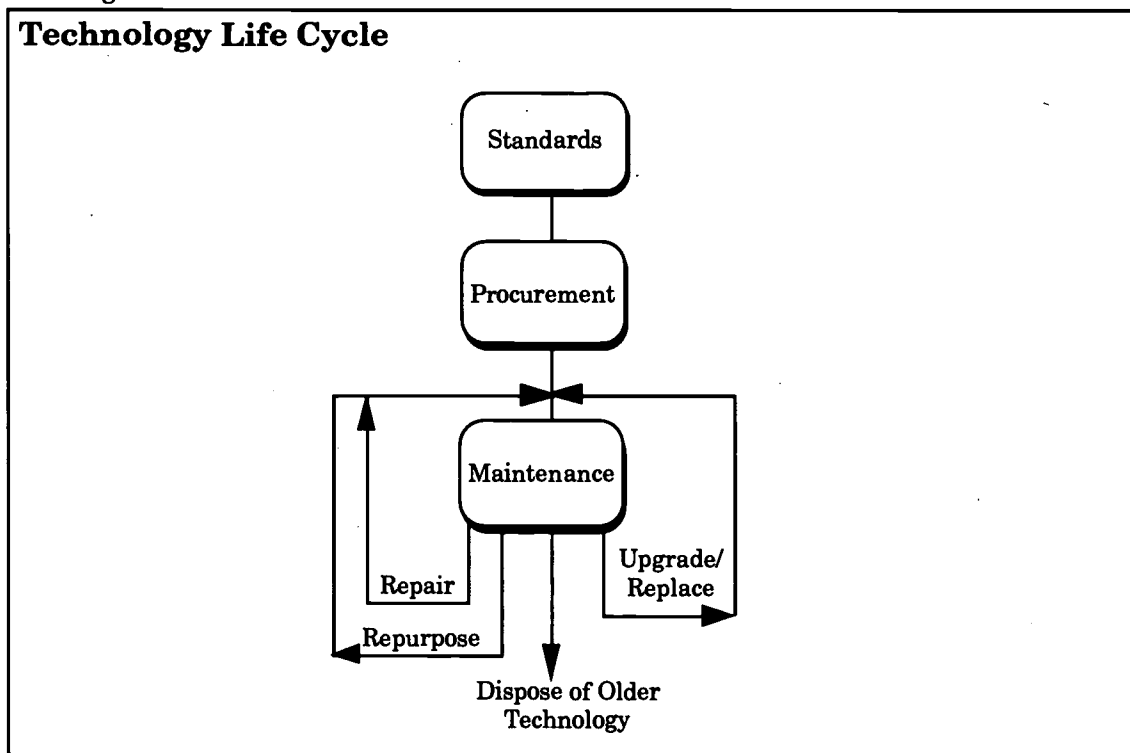 Technology Life Cycle
Standards
Procurement
Maintenance
Upgrade/
Replace
Repair
Repurpose
Dispose of Older
Technology